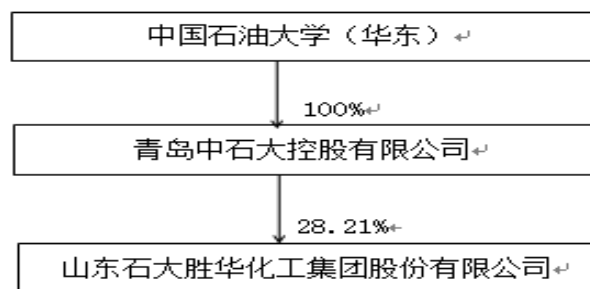 中国石油大学（华东）
100%
青岛中石大控股有限公司
28.21%
山东石大胜华化工集团股份有限公司